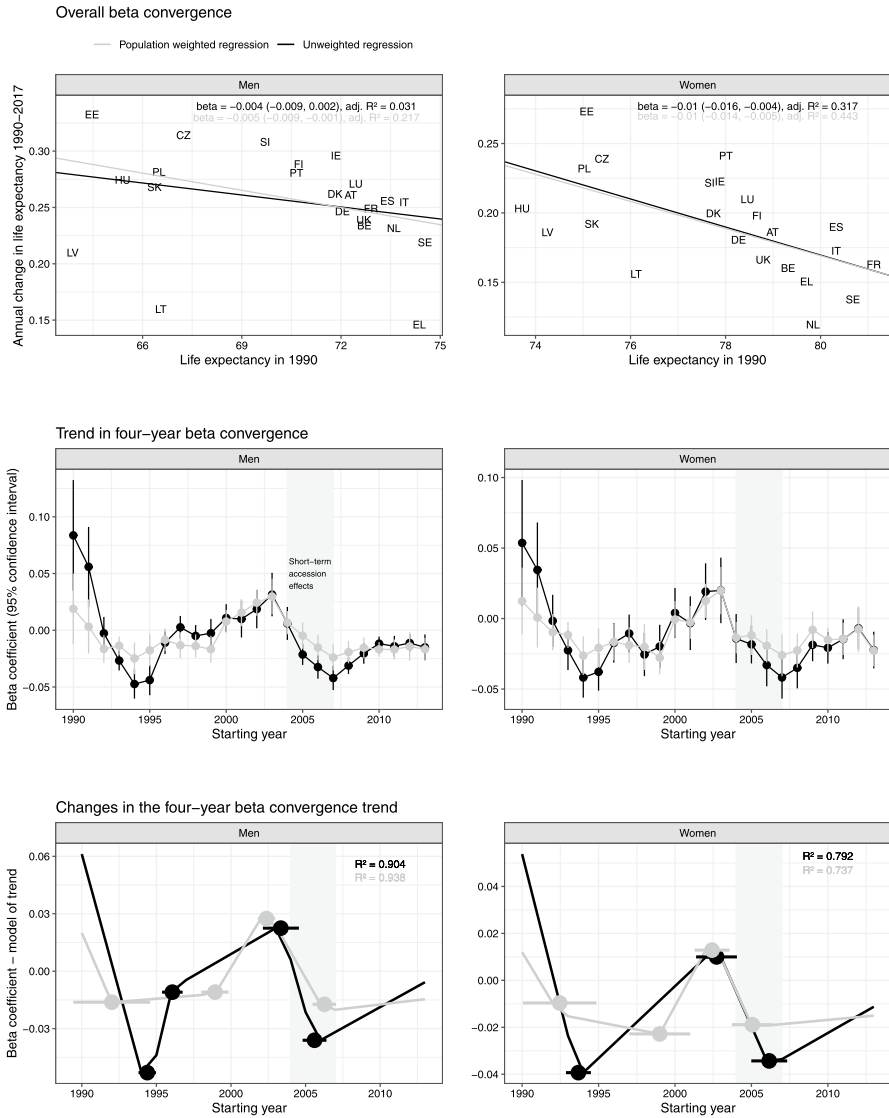 Overall beta convergence
Population weighted regression
Unweighted regression
Annual change in life expectancy 1990−2017
Men
beta = −0.004 (−0.009, 0.002), adj. R² = 0.031
beta = −0.005 (−0.009, −0.001), adj. R² = 0.217
0.30
0.25
0.20
0.15
EE
CZ
SI
IE
FI
PT
PL
HU
SK
LU
CZ
AT
ES
IT
DE
FR
UK
BE
NL
SE
LV
LT
EL
66
69
72
75
Life expectancy in 1990
Women
beta = −0.01 (−0.016, −0.004), adj. R² = 0.317
beta = −0.01 (−0.014, −0.005), adj. R² = 0.443
0.25
0.20
0.15
EE
CZ
PT
PL
SI
IE
LU
HU
DK
FI
SK
ES
LV
AT
DE
IT
UK
BE
FR
LT
EL
SE
NL
74
76
78
80
Life expectancy in 1990
Trend in four−year beta convergence
Beta coefficient (95% confidence interval)
Men
0.10
0.05
0.00
−0.05
Short−term
accession
effects
1990
1995
2000
2005
2010
Starting year
Women
0.10
0.05
0.00
−0.05
1990
1995
2000
2005
2010
Starting year
Changes in the four−year beta convergence trend
Beta coefficient − model of trend
Men
R² = 0.904
R² = 0.938
0.06
0.03
0.00
−0.03
1990
1995
2000
2005
2010
Starting year
Women
R² = 0.792
R² = 0.737
0.04
0.02
0.00
−0.02
−0.04
1990
1995
2000
2005
2010
Starting year